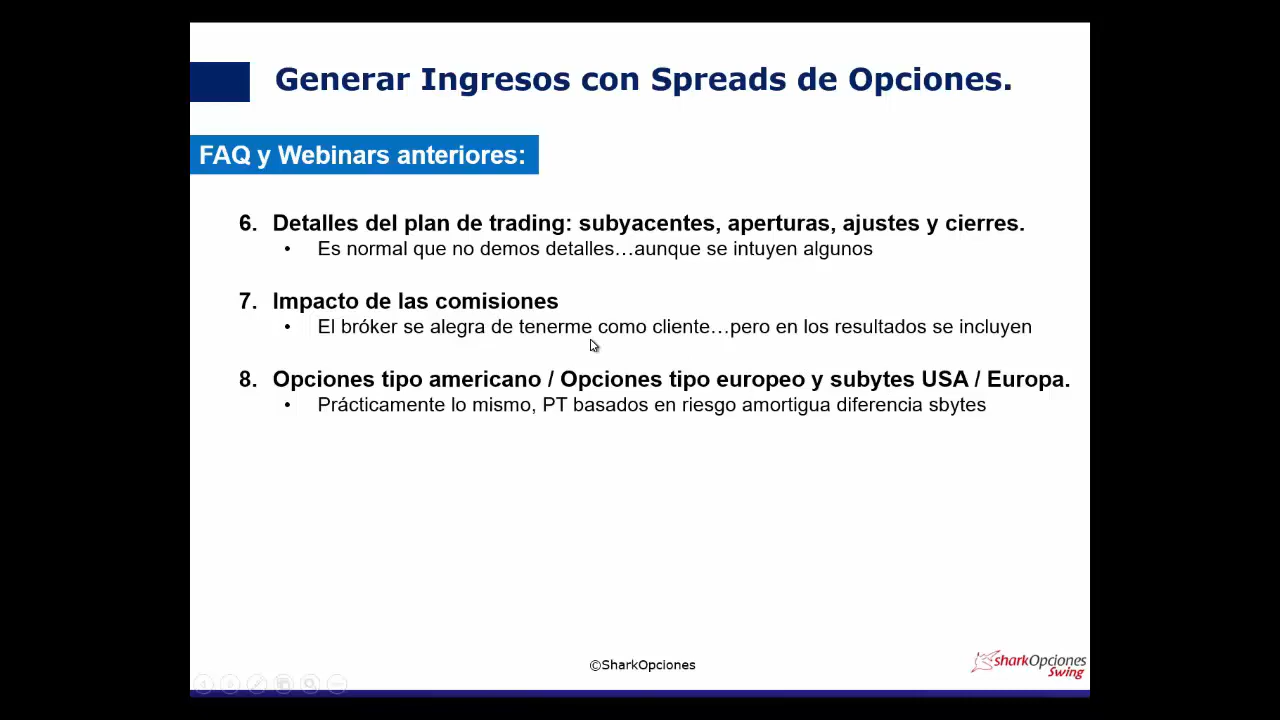 Generar Ingresos con Spreads de Opciones.
FAQ y Webinars anteriores:
6. Detalles del plan de trading: subyacentes, aperturas, ajustes y cierres.
• Es normal que no demos detalles…aunque se intuyen algunos
7. Impacto de las comisiones
• El bróker se alegra de tenerme como cliente…pero en los resultados se incluyen
8. Opciones tipo americano / Opciones tipo europeo y subytes USA / Europa.
• Prácticamente lo mismo, PT basados en riesgo amortigua diferencia sbytes
©SharkOpciones
sharkOpciones
Swing